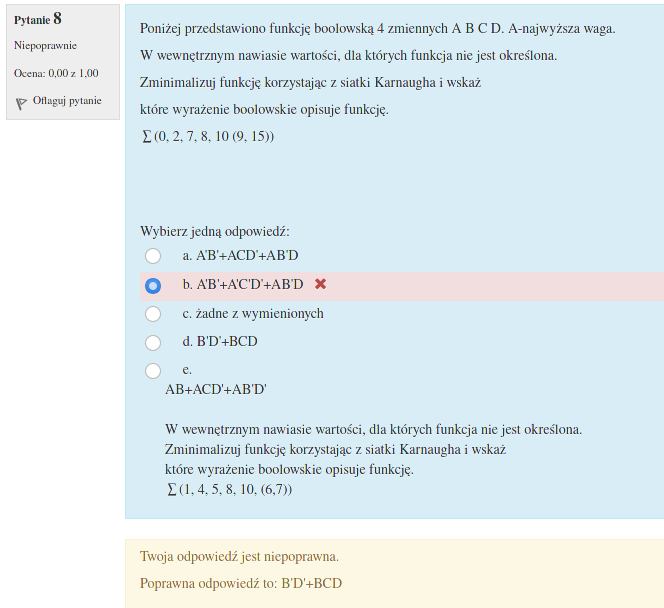 Pytanie 8
Niepoprawnie
Ocena: 0,00 z 1,00
Oflaguj pytanie
Poniżej przedstawiono funkcję boolowską 4 zmiennych A B C D. A-najwyższa waga.
W wewnętrznym nawiasie wartości, dla których funkcja nie jest określona.
Zminimalizuj funkcję korzystając z siatki Karnaugha i wskaż
które wyrażenie boolowskie opisuje funkcję.
∑(0, 2, 7, 8, 10 (9, 15))
Wybierz jedną odpowiedź:
a. A'B'+ACD'+AB'D
b. A'B'+A'C'D'+AB'D
c. żadne z wymienionych
d. B'D'+BCD
e.
AB+ACD'+AB'D'
W wewnętrznym nawiasie wartości, dla których funkcja nie jest określona.
Zminimalizuj funkcję korzystając z siatki Karnaugha i wskaż
które wyrażenie boolowskie opisuje funkcję.
∑(1, 4, 5, 8, 10, (6,7))
Twoja odpowiedź jest niepoprawna.
Poprawna odpowiedź to: B'D'+BCD